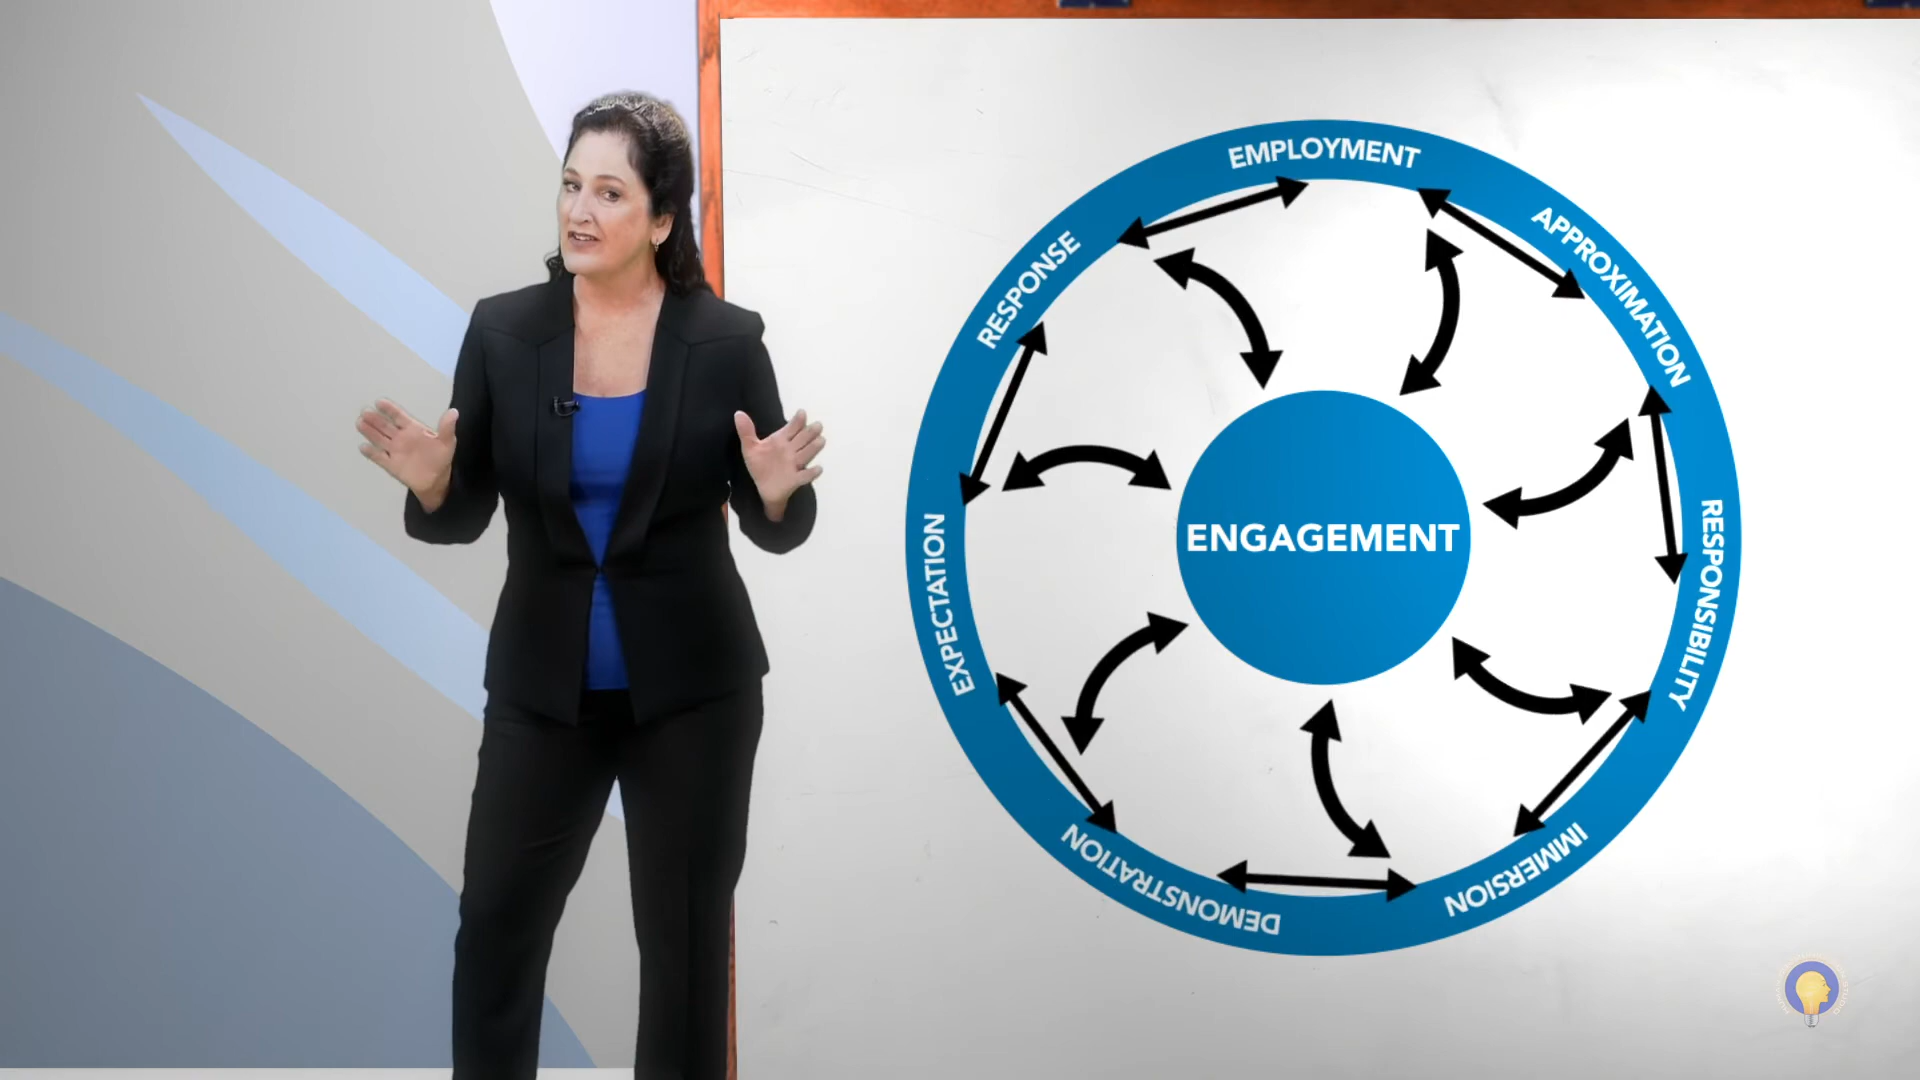 EMPLOYMENT
APPROXIMATION
RESPONSIBILITY
IMMERSION
DEMONSTRATION
EXPECTATION
RESPONSE
ENGAGEMENT